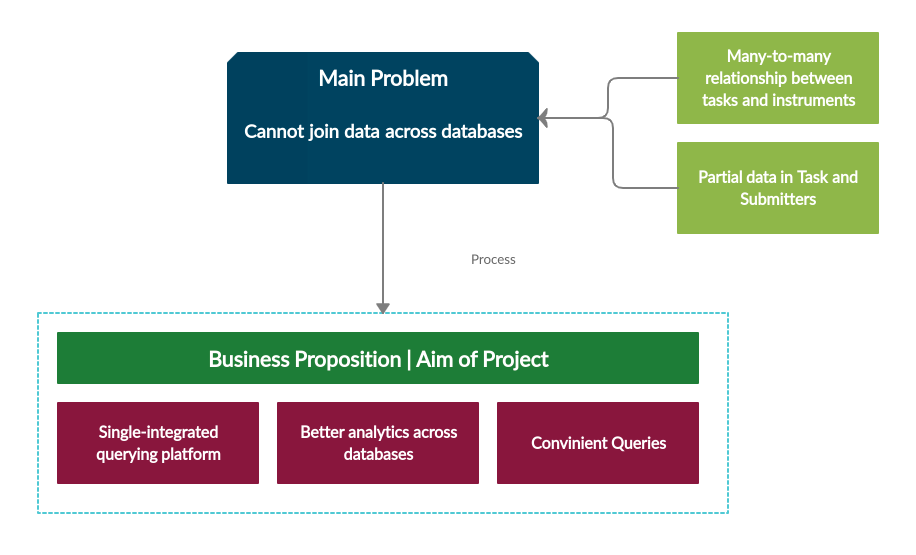 Main Problem
Cannot join data across databases
Many-to-many
relationship between
tasks and instruments
Partial data in Task and
Submitters
Process
Business Proposition | Aim of Project
Single-integrated
querying platform
Better analytics across
databases
Convinient Queries